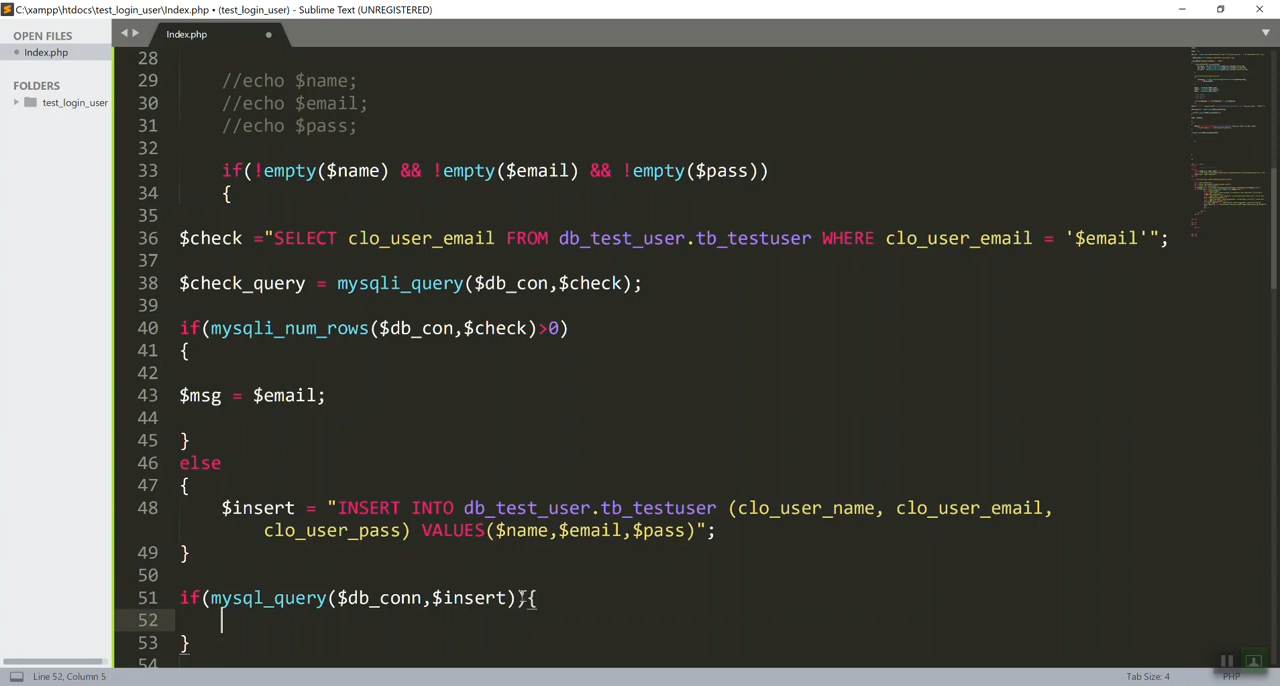 C:\xampp\htdocs\test_login_user\Index.php • (test_login_user) - Sublime Text (UNREGISTERED)
OPEN FILES
Index.php
FOLDERS
test_login_user
Index.php
28
29 //echo $name;
30 //echo $email;
31 //echo $pass;
32
33 if(!empty($name) && !empty($email) && !empty($pass))
34 {
35
36 $check ="SELECT clo_user_email FROM db_test_user.tb_testuser WHERE clo_user_email = '$email'";
37
38 $check_query = mysqli_query($db_con,$check);
39
40 if(mysqli_num_rows($db_con,$check)>0)
41 {
42
43 $msg = $email;
44
45 }
46 else
47 {
48 $insert = "INSERT INTO db_test_user.tb_testuser (clo_user_name, clo_user_email,
clo_user_pass) VALUES($name,$email,$pass)";
49 }
50
51 if(mysql_query($db_conn,$insert)){
52
53 }
54
Line 52, Column 5
Tab Size: 4
PHP